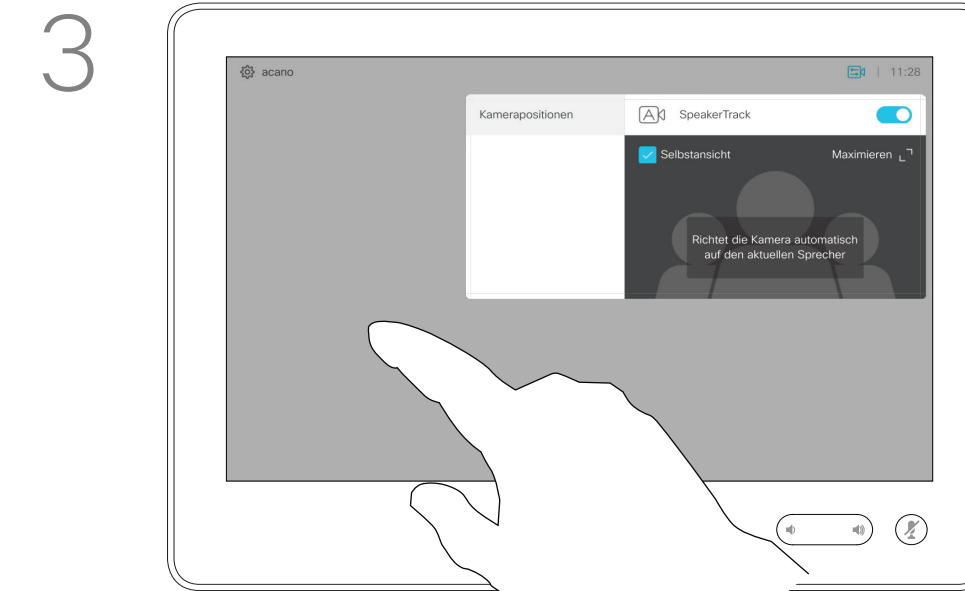 3
acano
11:28
Kamerapositionen
SpeakerTrack
Selbstansicht
Maximieren
Richtet die Kamera automatisch
auf den aktuellen Sprecher